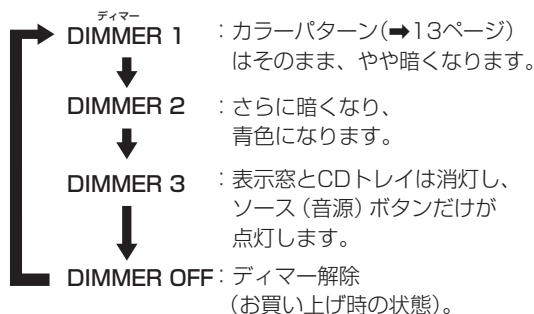 ディマー
DIMMER 1 ：カラーパターン（➡13ページ）
はそのまま、やや暗くなります。
DIMMER 2 ：さらに暗くなり、
青色になります。
DIMMER 3 ：表示窓とCDトレイは消灯し、
ソース（音源）ボタンだけが
点灯します。
DIMMER OFF：ディマー解除
（お買い上げ時の状態）。